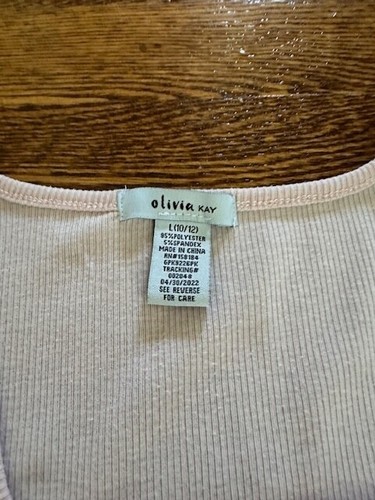 olivia KAY
L(10/12)
95%POLYESTER
5%SPANDEX
MADE IN CHINA
RN#158184
GPK9226PK
TRACKING#
00284#
04/30/2022
SEE REVERSE
FOR CARE